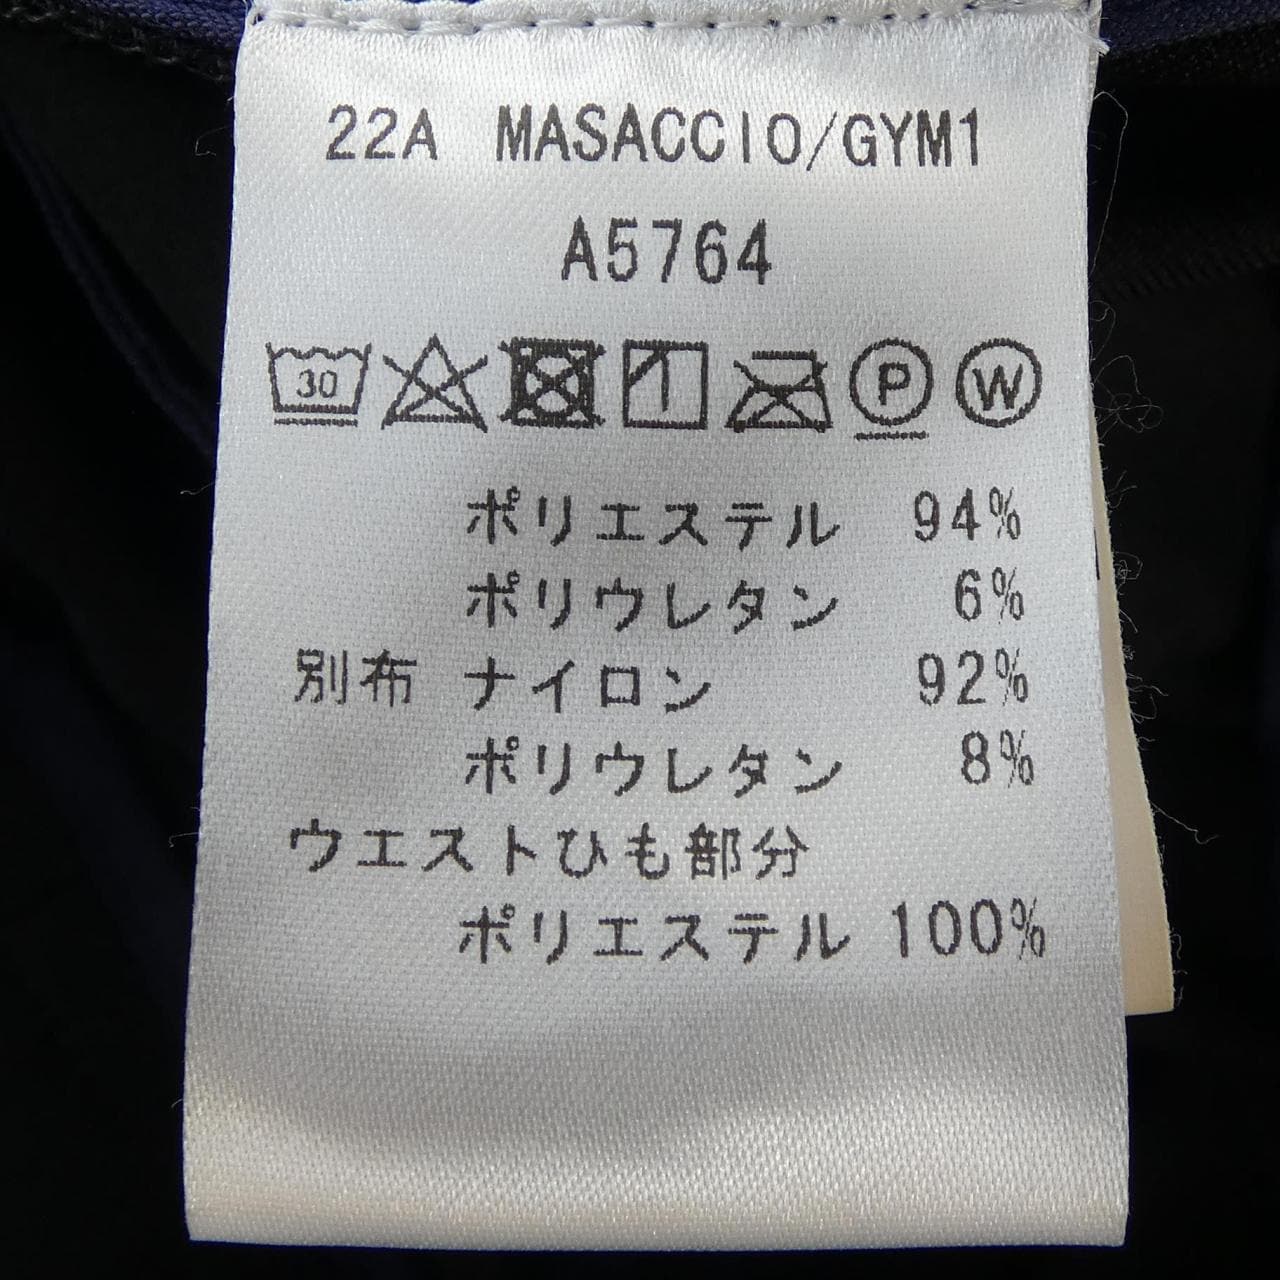 22A MASACCIO/GYM1
A5764
30 P W
ポリエステル 94%
ポリウレタン 6%
別布 ナイロン 92%
ポリウレタン 8%
ウエストひも部分
ポリエステル 100%